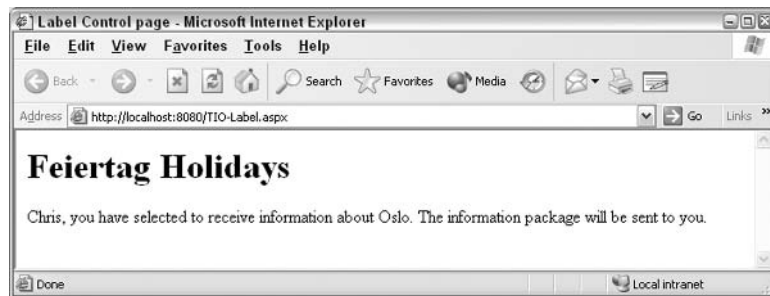 Label Control page - Microsoft Internet Explorer
File Edit View Favorites Tools Help
Back Search Favorites Media
Address http://localhost:8080/TIO-Label.aspx Go Links »
Feiertag Holidays
Chris, you have selected to receive information about Oslo. The information package will be sent to you.
Done Local intranet